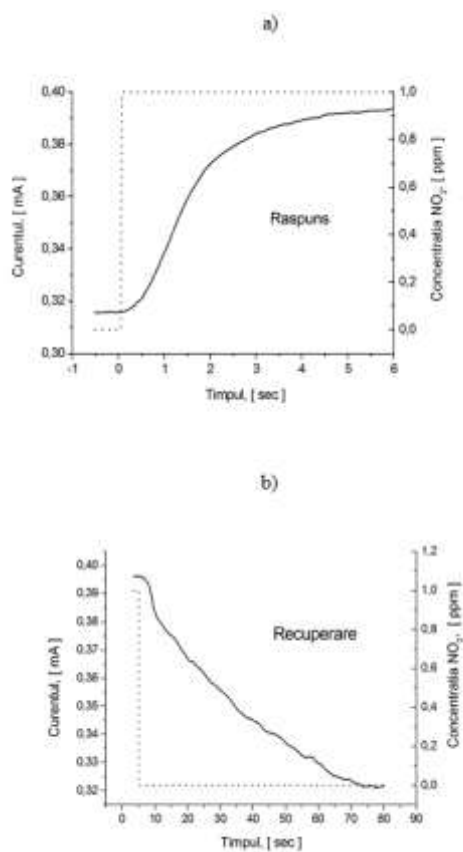 a)
0,40
0,38
0,36
0,34
0,32
0,30
Curentul, [ mA ]
1,0
0,8
0,6
0,4
0,2
0,0
Concentratia NO₂, [ ppm ]
Raspuns
-1 0 1 2 3 4 5 6
Timpul, [ sec ]
b)
0,40
0,39
0,38
0,37
0,36
0,35
0,34
0,33
0,32
Curentul, [ mA ]
1,2
1,0
0,8
0,6
0,4
0,2
0,0
Concentratia NO₂, [ ppm ]
Recuperare
0 10 20 30 40 50 60 70 80 90
Timpul, [ sec ]